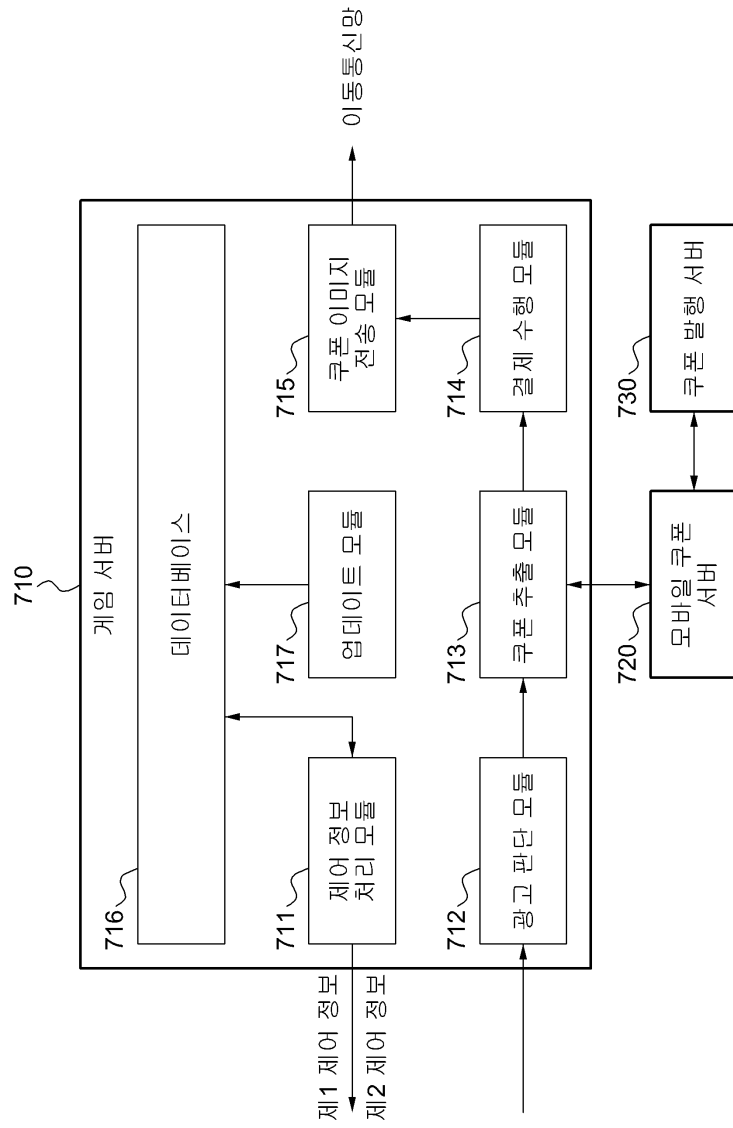 710
게임 서버
716
데이터베이스
제1 제어 정보
제2 제어 정보
711
제어 정보
처리 모듈
717
업데이트 모듈
715
쿠폰 이미지
전송 모듈
이동통신망
712
광고 판단 모듈
713
쿠폰 추출 모듈
714
결제 수행 모듈
720
모바일 쿠폰
서버
730
쿠폰 발행 서버